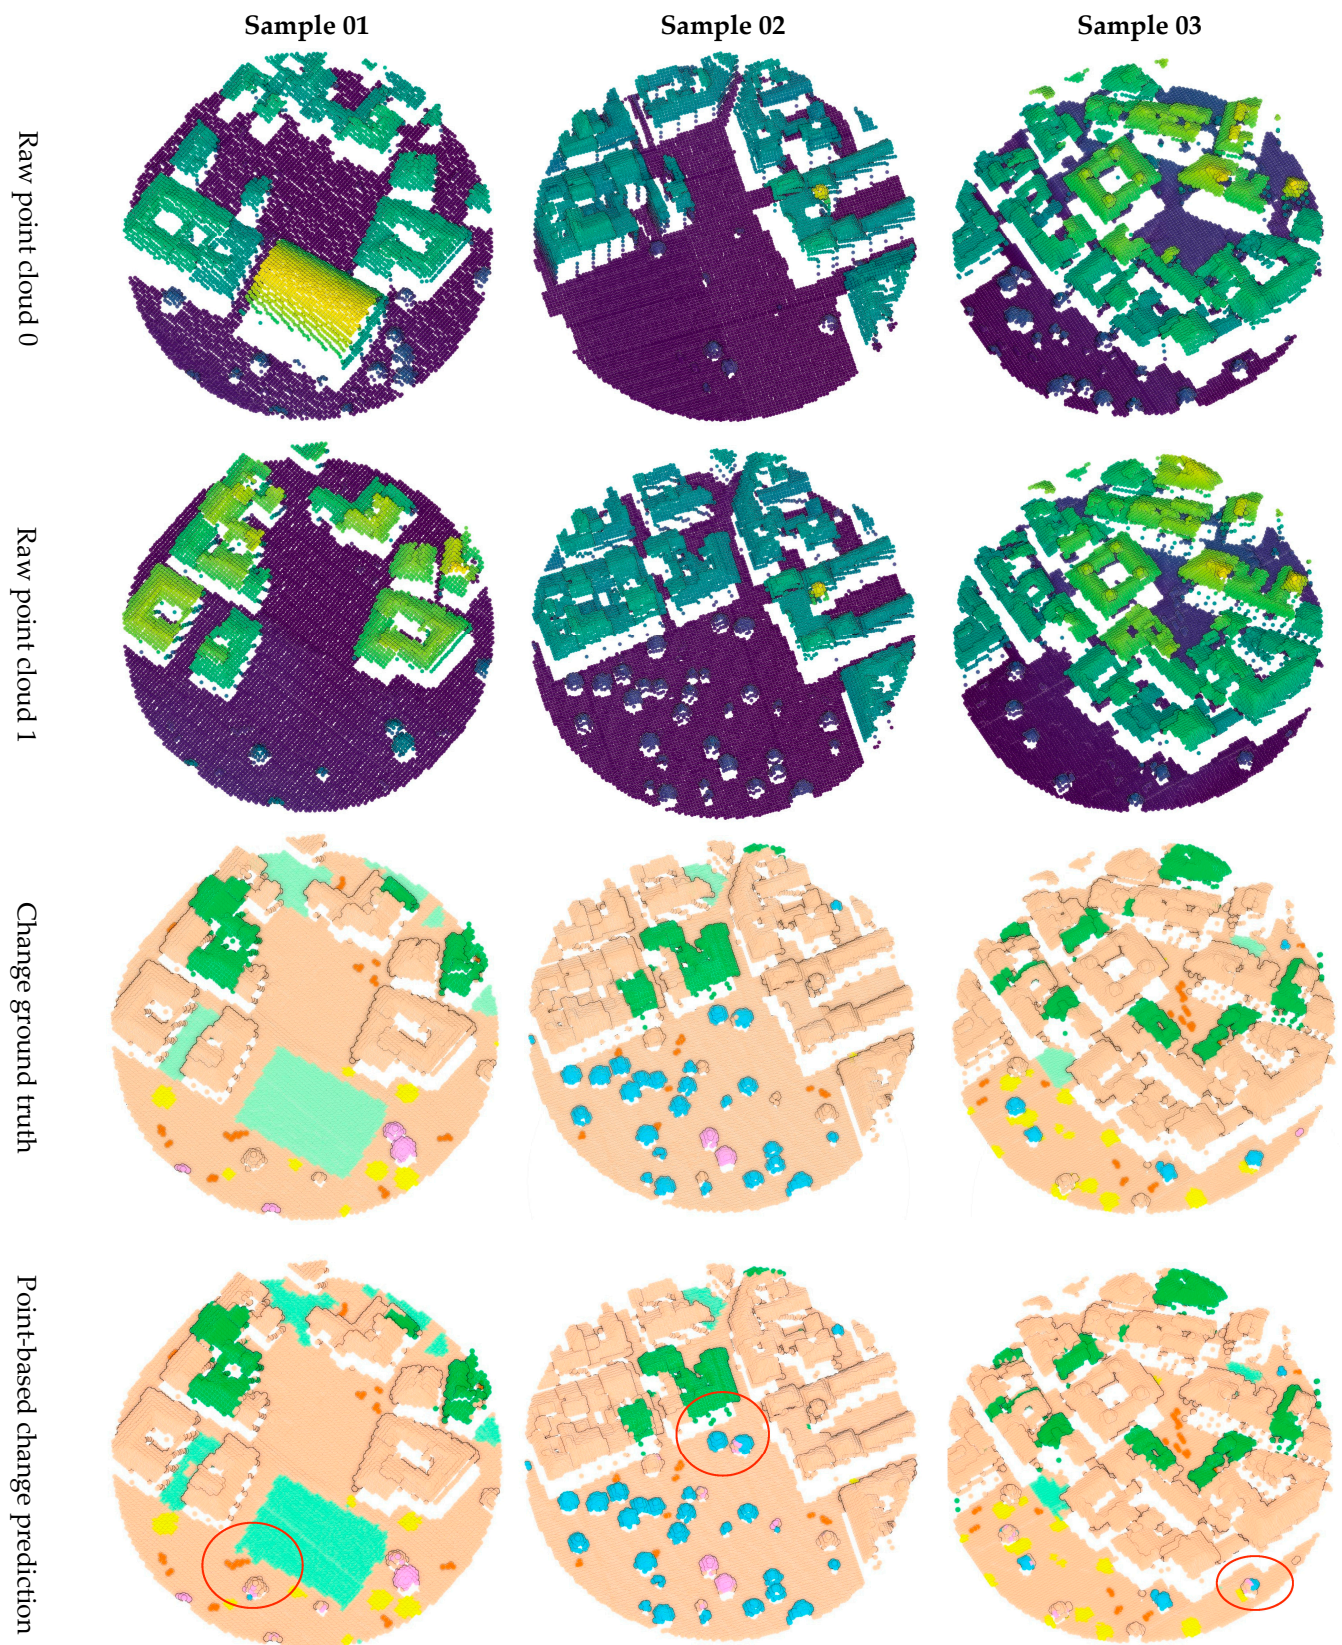 Sample 01
Sample 02
Sample 03
Raw point cloud 0
Raw point cloud 1
Change ground truth
Point-based change prediction